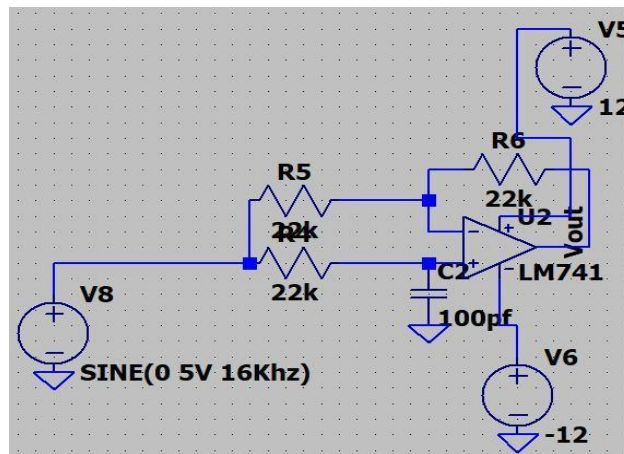 V5
12
R6
22k
R5
22k
R4
22k
U2
Vout
LM741
C2
100pf
V8
SINE(0 5V 16Khz)
V6
-12